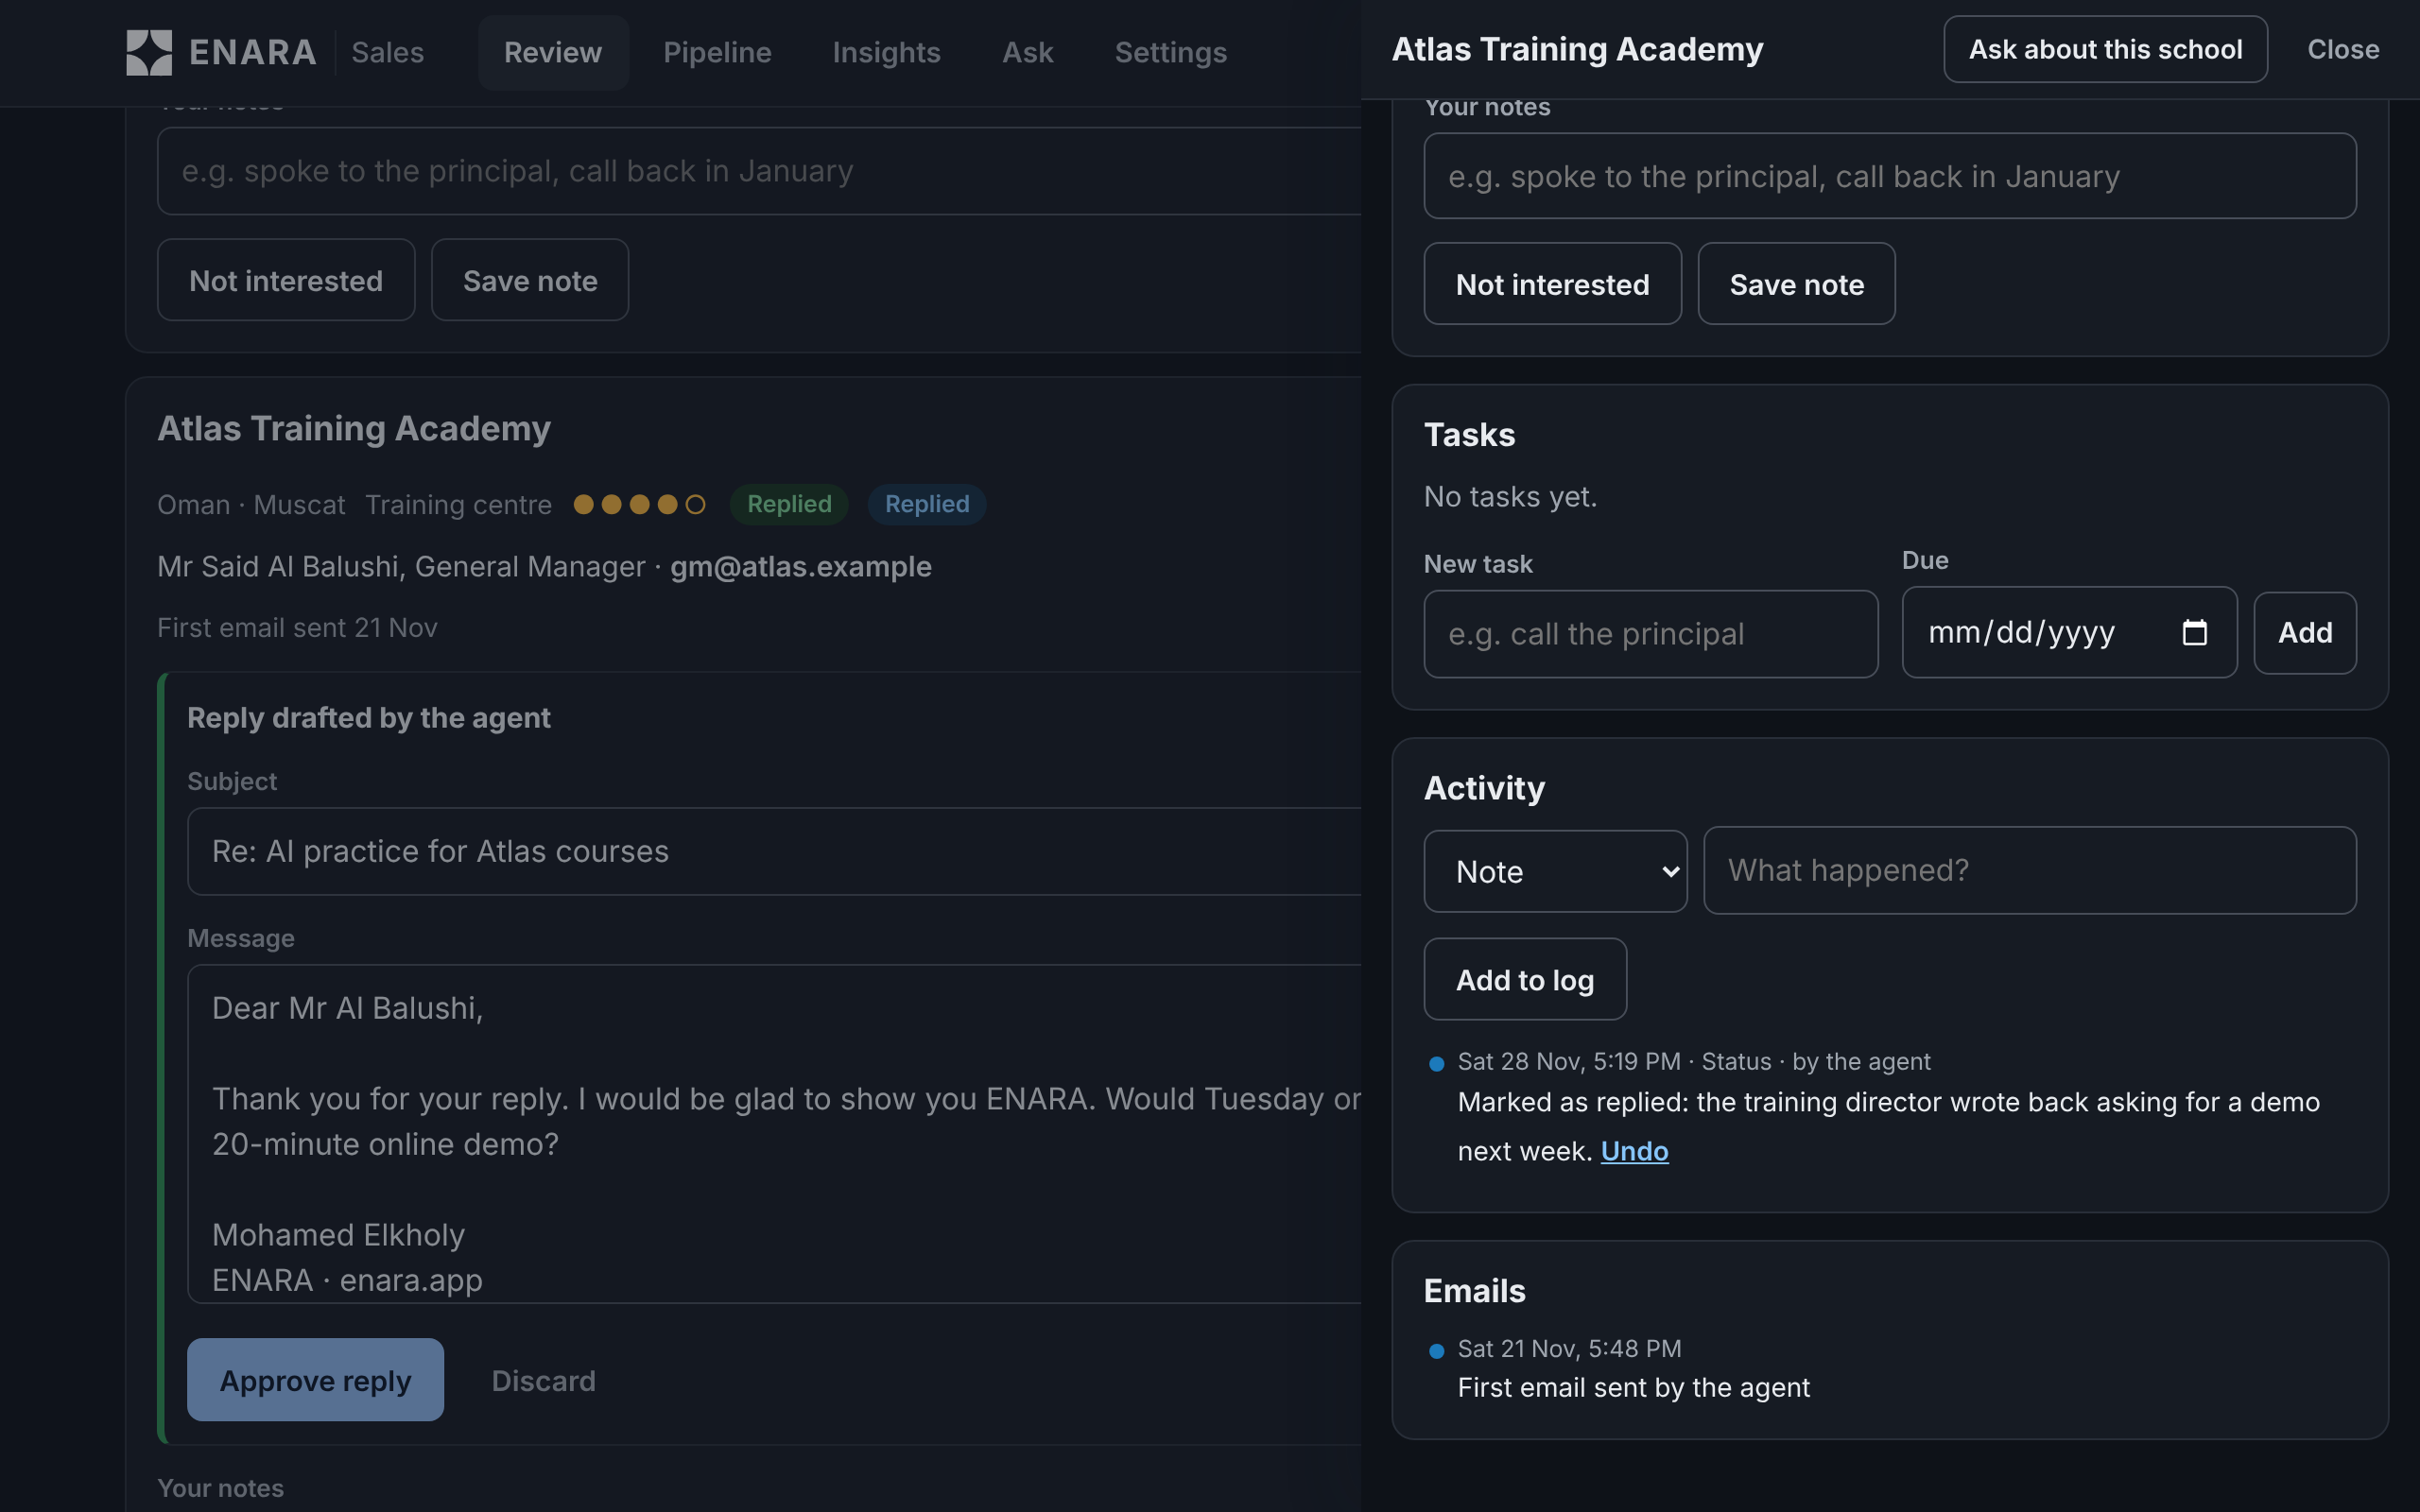 ENARA Sales Review Pipeline Insights Ask Settings
Your notes
e.g. spoke to the principal, call back in January
Not interested Save note
Atlas Training Academy
Oman · Muscat Training centre Replied Replied
Mr Said Al Balushi, General Manager · gm@atlas.example
First email sent 21 Nov
Reply drafted by the agent
Subject
Re: AI practice for Atlas courses
Message
Dear Mr Al Balushi,
Thank you for your reply. I would be glad to show you ENARA. Would Tuesday or
20-minute online demo?
Mohamed Elkholy
ENARA · enara.app
Approve reply Discard
Your notes
Atlas Training Academy Ask about this school Close
Your notes
e.g. spoke to the principal, call back in January
Not interested Save note
Tasks
No tasks yet.
New task Due
e.g. call the principal mm/dd/yyyy Add
Activity
Note What happened?
Add to log
Sat 28 Nov, 5:19 PM · Status · by the agent
Marked as replied: the training director wrote back asking for a demo
next week. Undo
Emails
Sat 21 Nov, 5:48 PM
First email sent by the agent